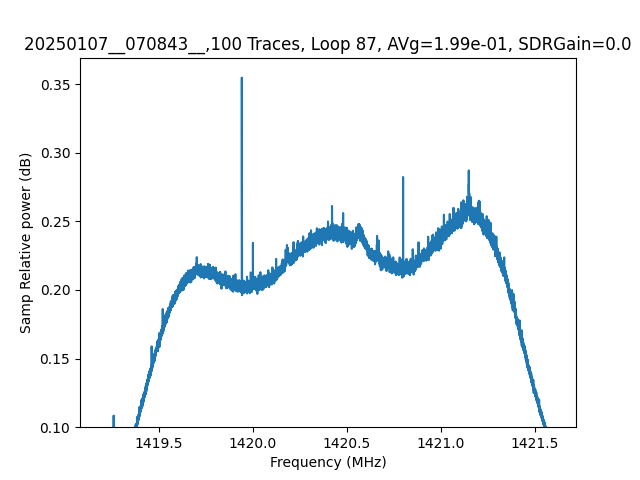 20250107__070843__,100 Traces, Loop 87, AVg=1.99e-01, SDRGain=0.0
Samp Relative power (dB)
0.35
0.30
0.25
0.20
0.15
0.10
1419.5 1420.0 1420.5 1421.0 1421.5
Frequency (MHz)